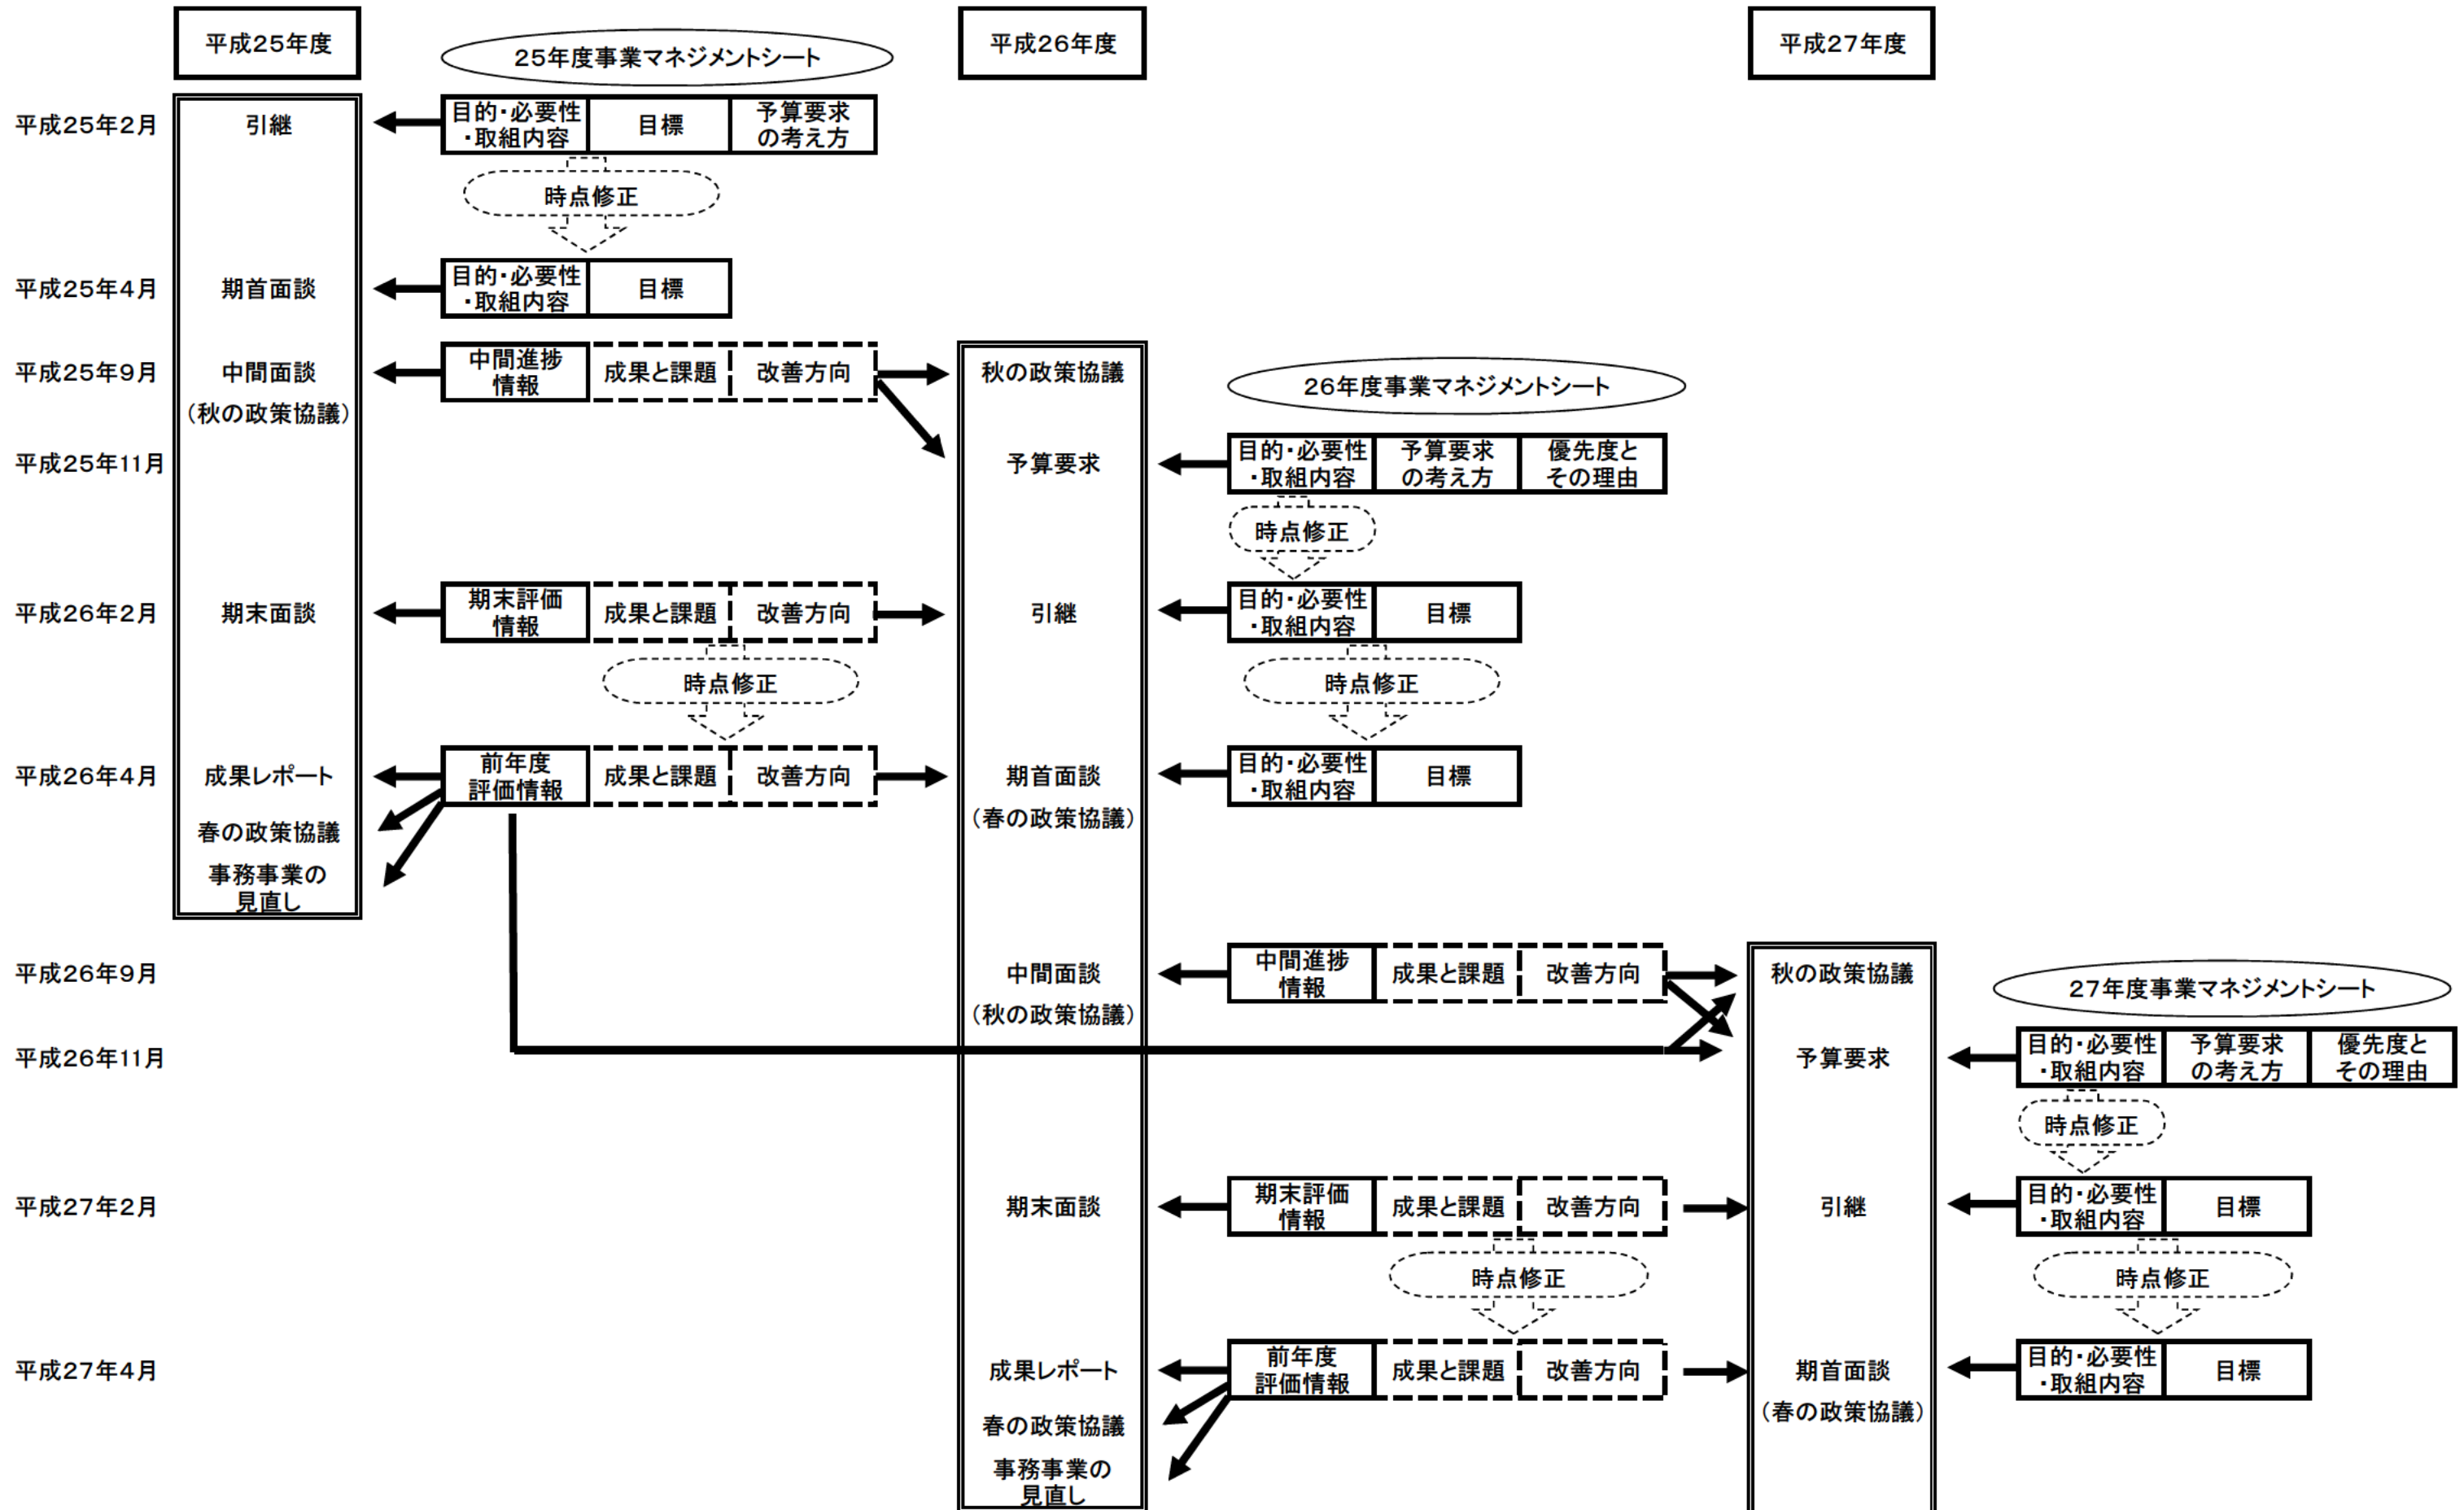 平成25年度
25年度事業マネジメントシート
平成26年度
平成27年度
平成25年2月
引継
目的・必要性
・取組内容
目標
予算要求
の考え方
時点修正
平成25年4月
期首面談
目的・必要性
・取組内容
目標
平成25年9月
中間面談
(秋の政策協議)
中間進捗
情報
成果と課題
改善方向
秋の政策協議
26年度事業マネジメントシート
平成25年11月
予算要求
目的・必要性
・取組内容
予算要求
の考え方
優先度と
その理由
時点修正
平成26年2月
期末面談
期末評価
情報
成果と課題
改善方向
引継
目的・必要性
・取組内容
目標
時点修正
時点修正
平成26年4月
成果レポート
前年度
評価情報
成果と課題
改善方向
期首面談
(春の政策協議)
目的・必要性
・取組内容
目標
春の政策協議
事務事業の
見直し
平成26年9月
中間面談
(秋の政策協議)
中間進捗
情報
成果と課題
改善方向
秋の政策協議
27年度事業マネジメントシート
平成26年11月
予算要求
目的・必要性
・取組内容
予算要求
の考え方
優先度と
その理由
時点修正
平成27年2月
期末面談
期末評価
情報
成果と課題
改善方向
引継
目的・必要性
・取組内容
目標
時点修正
時点修正
平成27年4月
成果レポート
前年度
評価情報
成果と課題
改善方向
期首面談
(春の政策協議)
目的・必要性
・取組内容
目標
春の政策協議
事務事業の
見直し